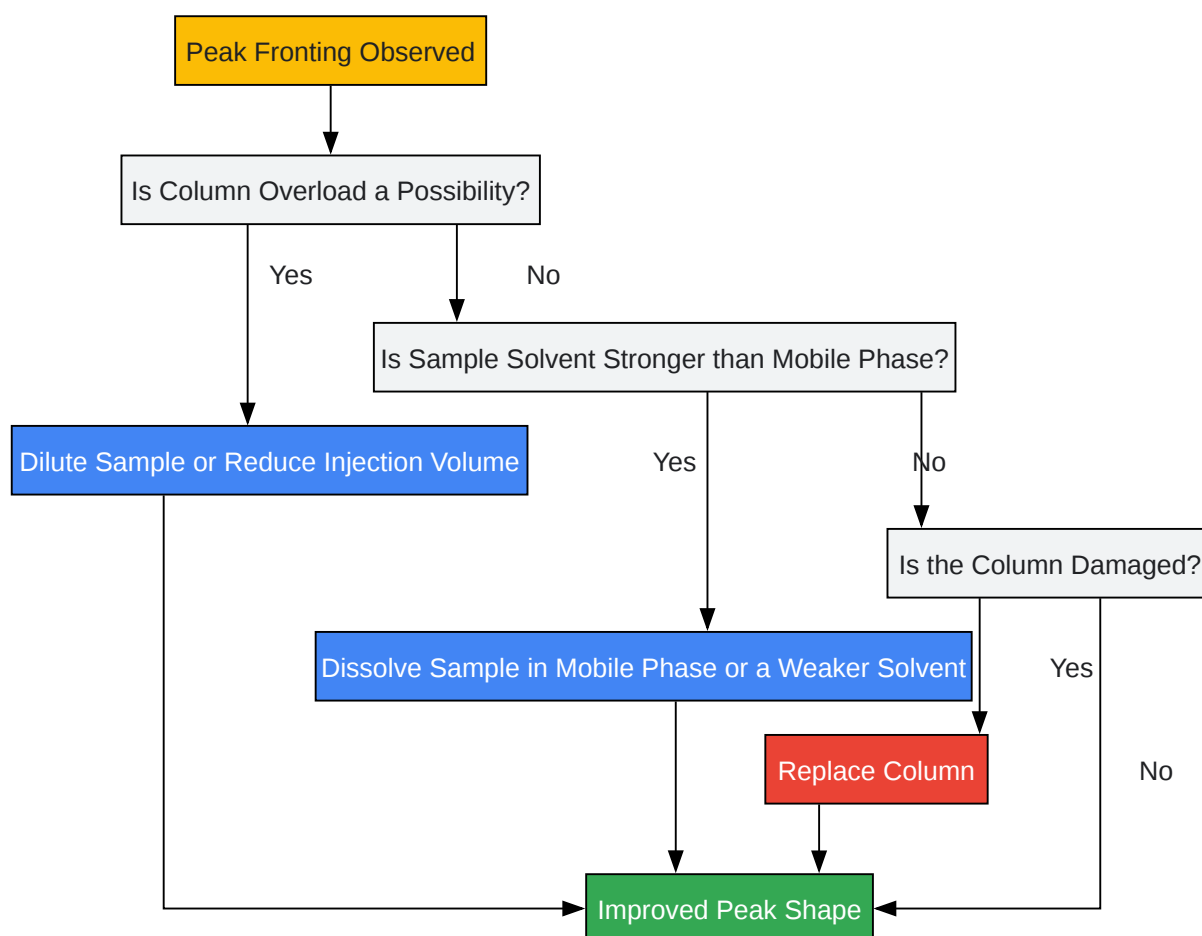 Peak Fronting Observed
Is Column Overload a Possibility?
Yes
No
Is Sample Solvent Stronger than Mobile Phase?
Dilute Sample or Reduce Injection Volume
Yes
No
Is the Column Damaged?
Dissolve Sample in Mobile Phase or a Weaker Solvent
Yes
Replace Column
No
Improved Peak Shape